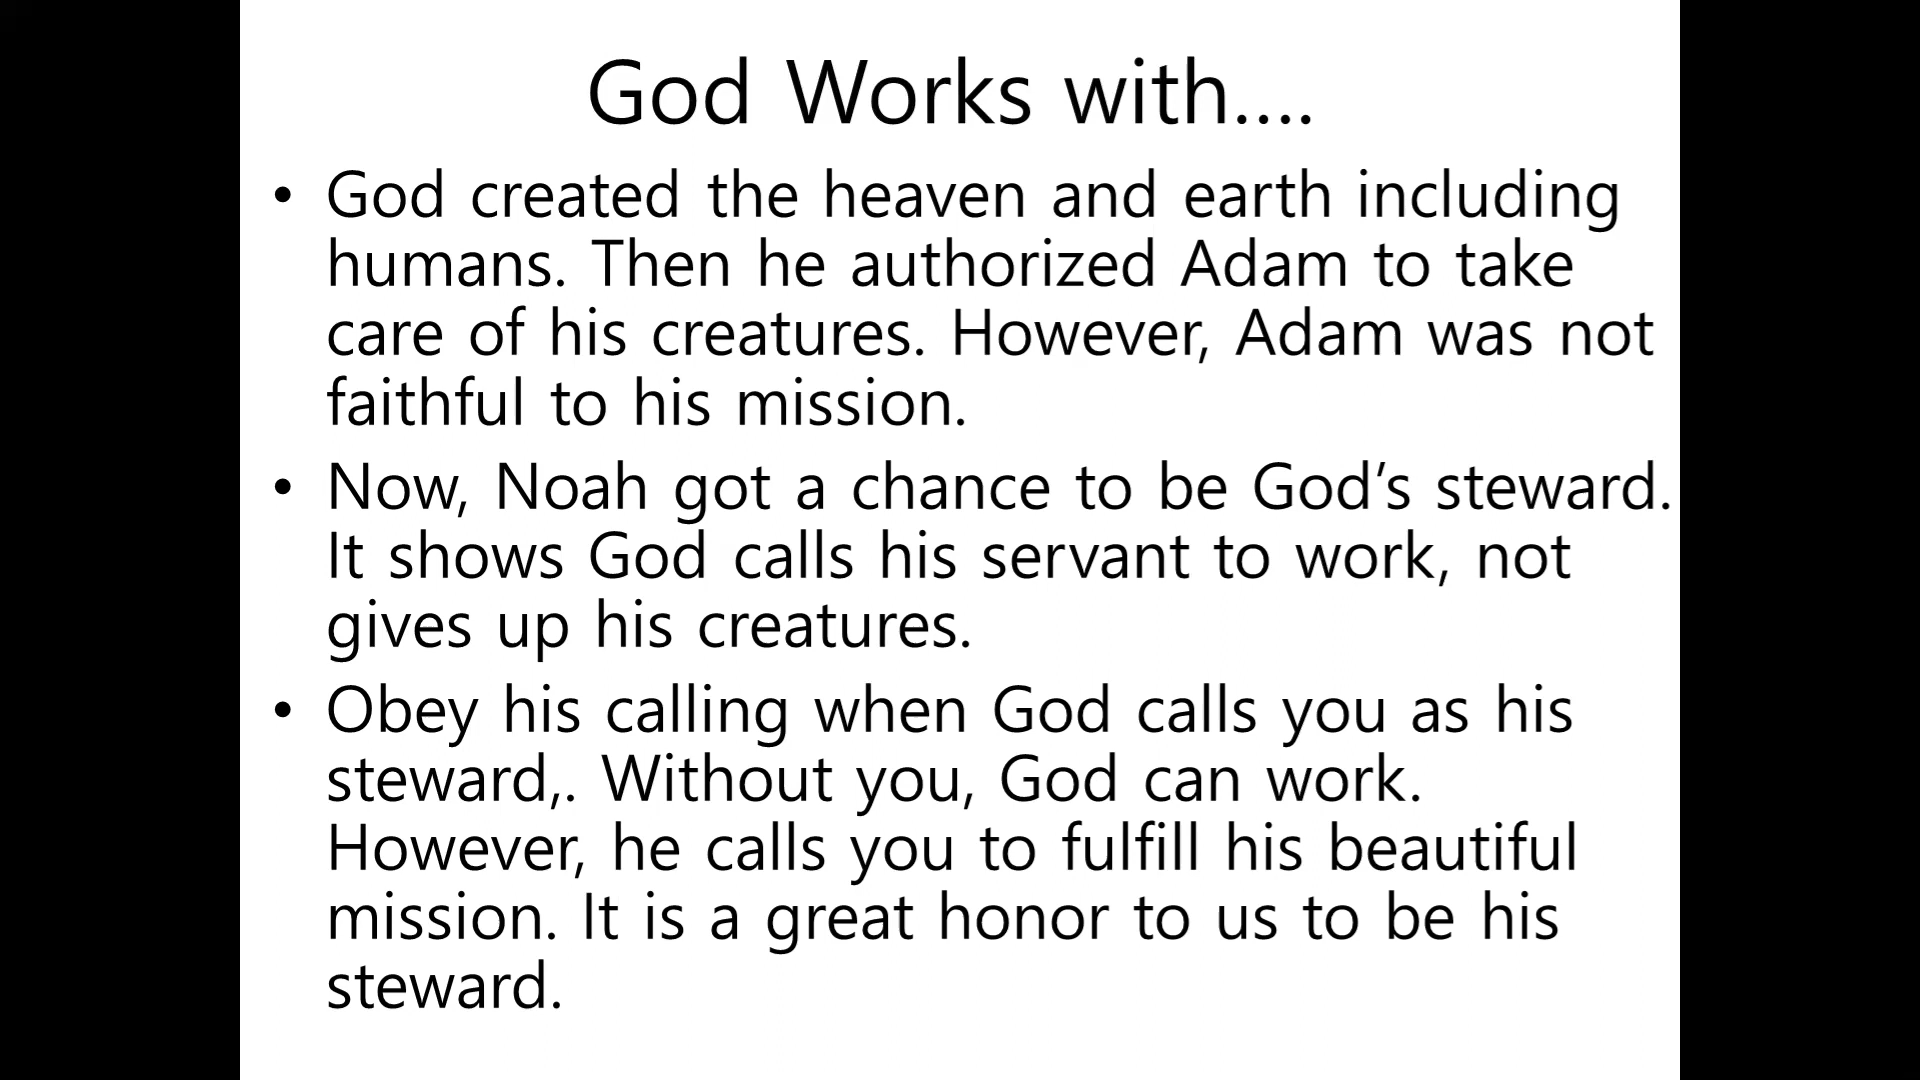 God Works with....
• God created the heaven and earth including
humans. Then he authorized Adam to take
care of his creatures. However, Adam was not
faithful to his mission.
• Now, Noah got a chance to be God’s steward.
It shows God calls his servant to work, not
gives up his creatures.
• Obey his calling when God calls you as his
steward,. Without you, God can work.
However, he calls you to fulfill his beautiful
mission. It is a great honor to us to be his
steward.